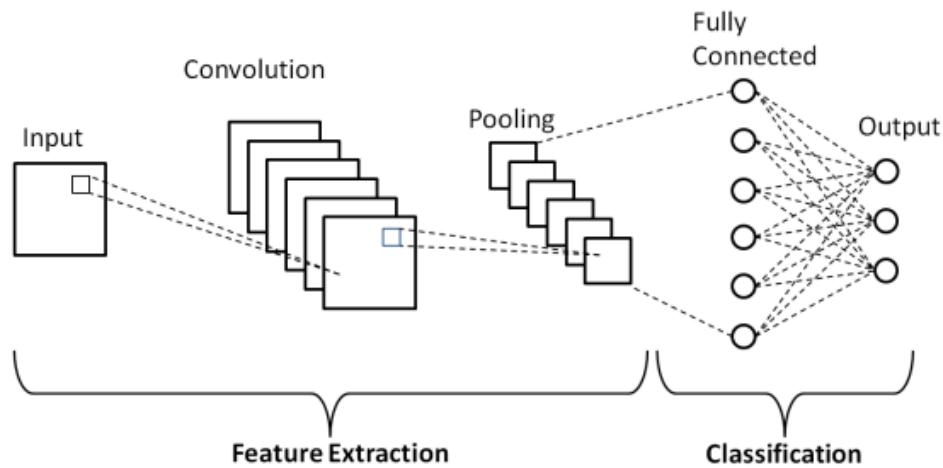 Fully
Connected
Convolution
Pooling
Input
Output
Feature Extraction
Classification